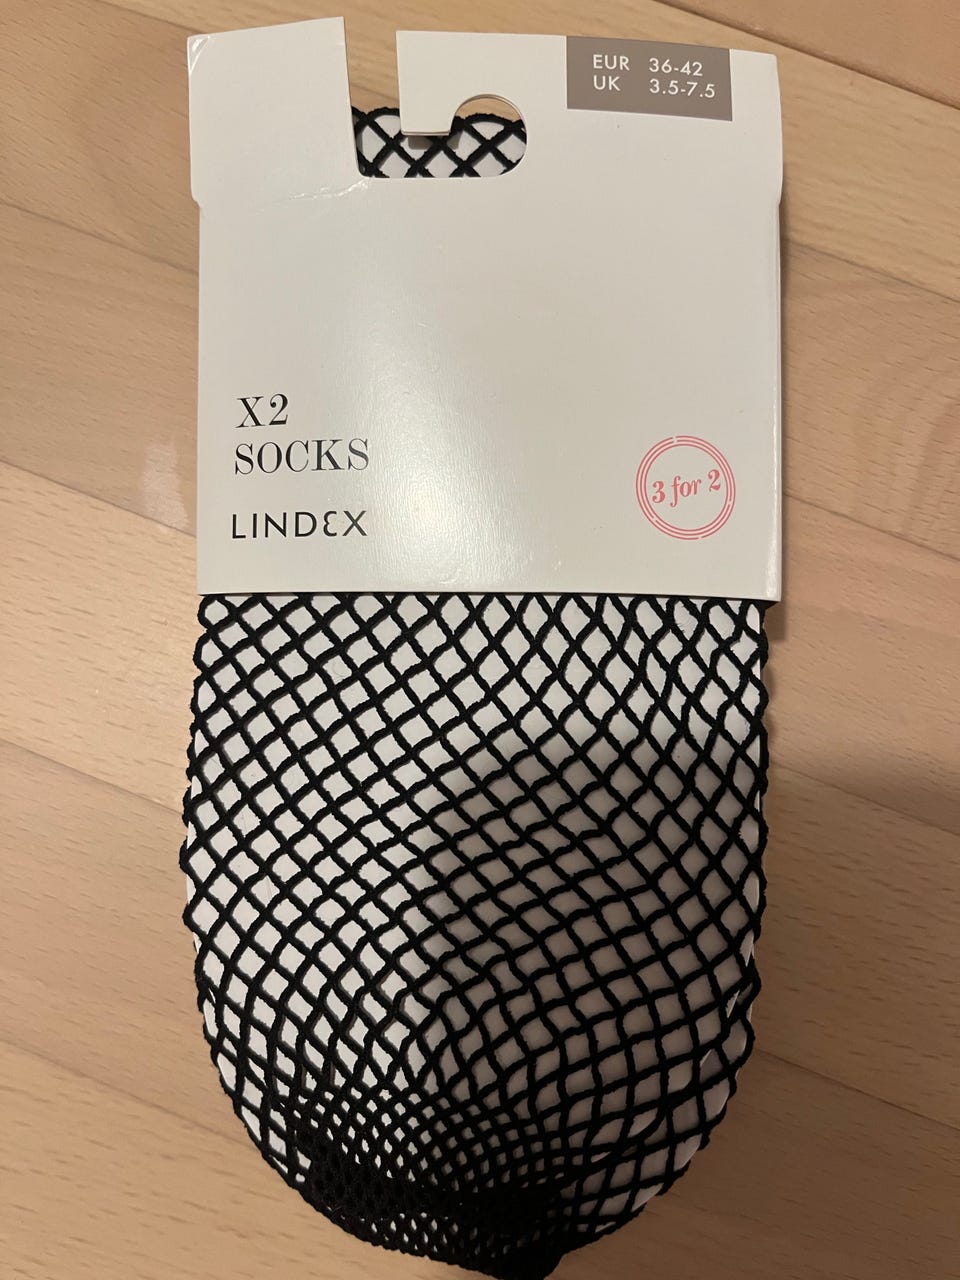 EUR 36-42
UK 3.5-7.5
X2
SOCKS
LINDEX
3 for 2